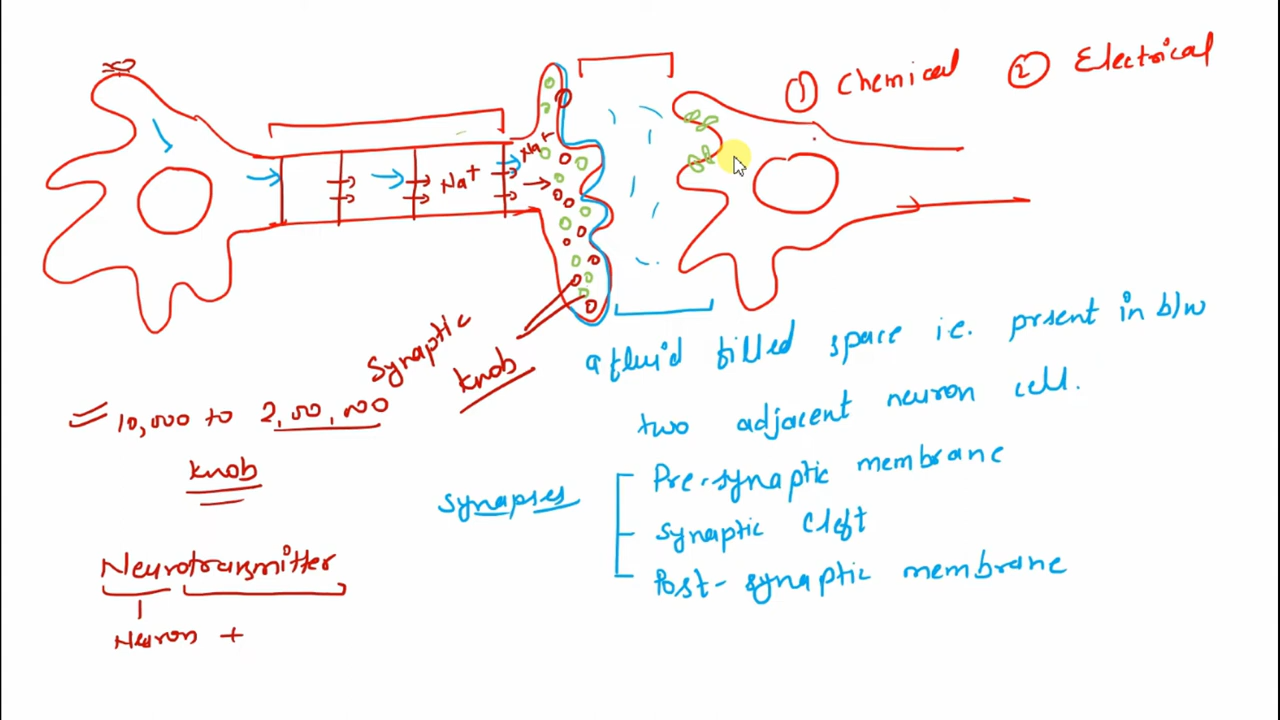 ① Chemical ② Electrical
Na+
Na+
Synaptic
knob
a fluid filled space i.e. present in b/w
two adjacent neuron cell.
10,000 to 2,00,000
knob
synapses
Pre-synaptic membrane
synaptic cleft
Post-synaptic membrane
Neurotransmitter
Neuron +